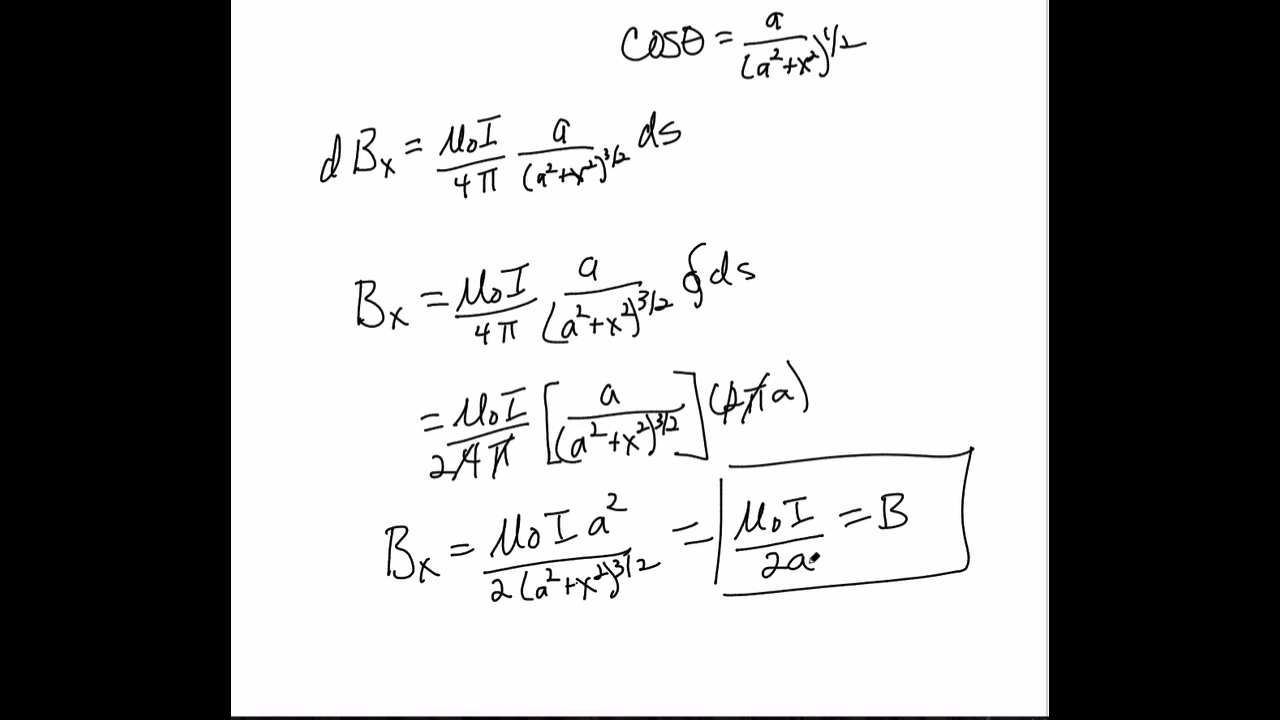 cosθ = a/(a²+x²)^1/2
dBₓ = μ₀I/4π a/(a²+x²)^3/2 ds
Bₓ = μ₀I/4π a/(a²+x²)^3/2 ∮ds
= μ₀I/2 4π [a/(a²+x²)^3/2] (2πa)
Bₓ = μ₀Ia²/2(a²+x²)^3/2 = μ₀I/2a = B